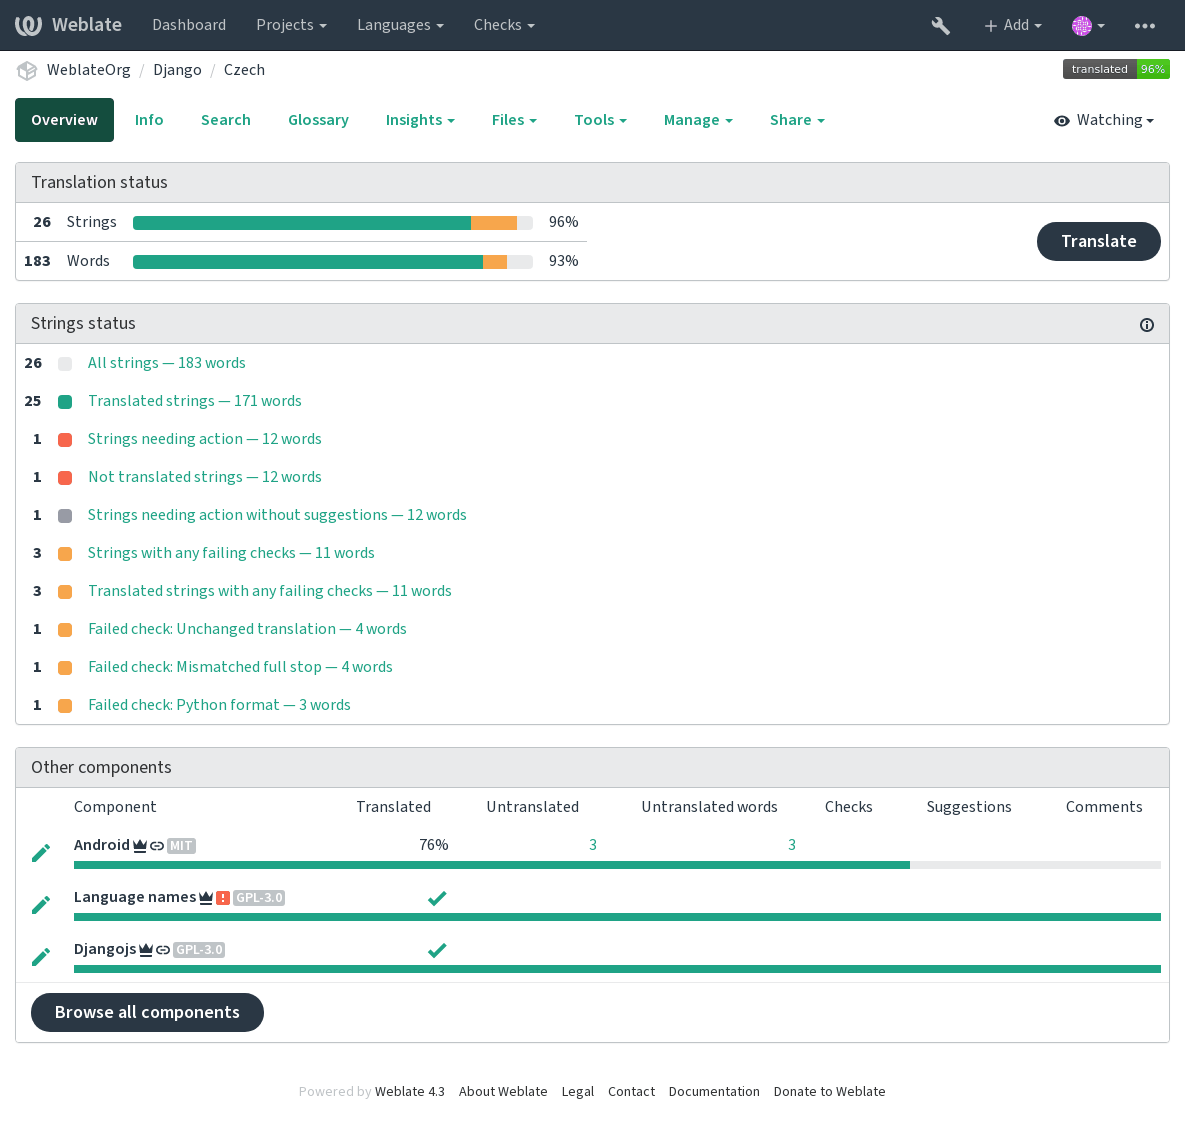 Weblate Dashboard Projects Languages Checks Add
WeblateOrg / Django / Czech translated 96%
Overview Info Search Glossary Insights Files Tools Manage Share Watching
Translation status
26 Strings 96%
183 Words 93%
Translate
Strings status
26 All strings — 183 words
25 Translated strings — 171 words
1 Strings needing action — 12 words
1 Not translated strings — 12 words
1 Strings needing action without suggestions — 12 words
3 Strings with any failing checks — 11 words
3 Translated strings with any failing checks — 11 words
1 Failed check: Unchanged translation — 4 words
1 Failed check: Mismatched full stop — 4 words
1 Failed check: Python format — 3 words
Other components
Component Translated Untranslated Untranslated words Checks Suggestions Comments
Android MIT 76% 3 3
Language names GPL-3.0
Djangojs GPL-3.0
Browse all components
Powered by Weblate 4.3 About Weblate Legal Contact Documentation Donate to Weblate